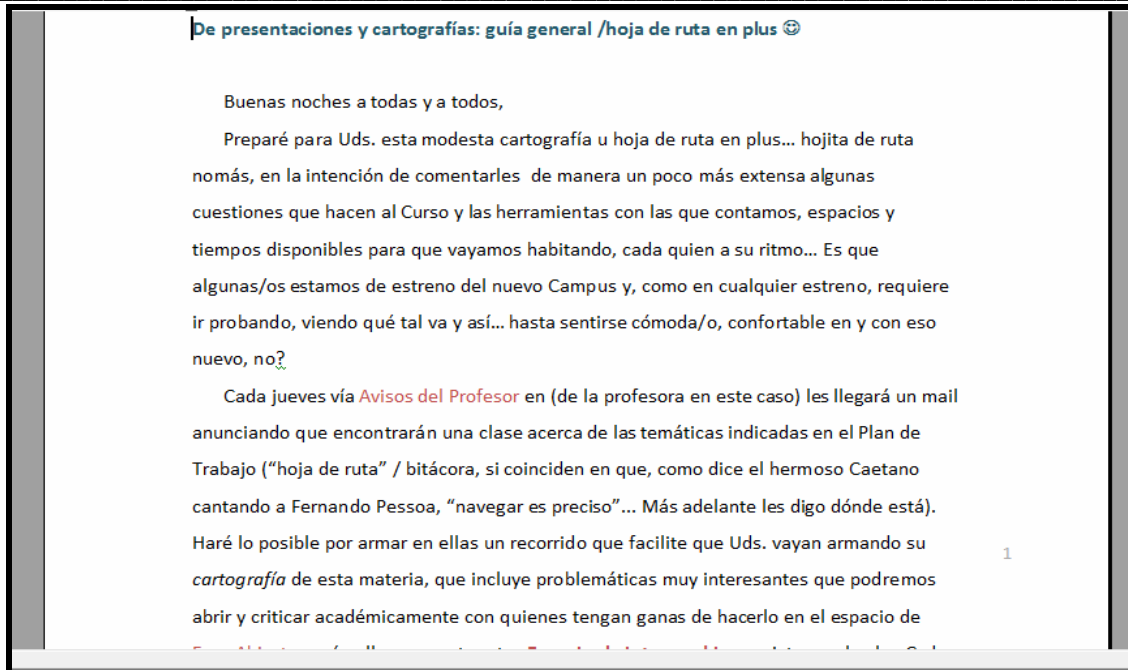 De presentaciones y cartografías: guía general /hoja de ruta en plus ☺
Buenas noches a todas y a todos,
Preparé para Uds. esta modesta cartografía u hoja de ruta en plus... hojita de ruta
nomás, en la intención de comentarles de manera un poco más extensa algunas
cuestiones que hacen al Curso y las herramientas con las que contamos, espacios y
tiempos disponibles para que vayamos habitando, cada quien a su ritmo... Es que
algunas/os estamos de estreno del nuevo Campus y, como en cualquier estreno, requiere
ir probando, viendo qué tal va y así... hasta sentirse cómoda/o, confortable en y con eso
nuevo, no?
Cada jueves vía Avisos del Profesor en (de la profesora en este caso) les llegará un mail
anunciando que encontrarán una clase acerca de las temáticas indicadas en el Plan de
Trabajo (“hoja de ruta” / bitácora, si coinciden en que, como dice el hermoso Caetano
cantando a Fernando Pessoa, “navegar es preciso”... Más adelante les digo dónde está).
Haré lo posible por armar en ellas un recorrido que facilite que Uds. vayan armando su
cartografía de esta materia, que incluye problemáticas muy interesantes que podremos
abrir y criticar académicamente con quienes tengan ganas de hacerlo en el espacio de
1